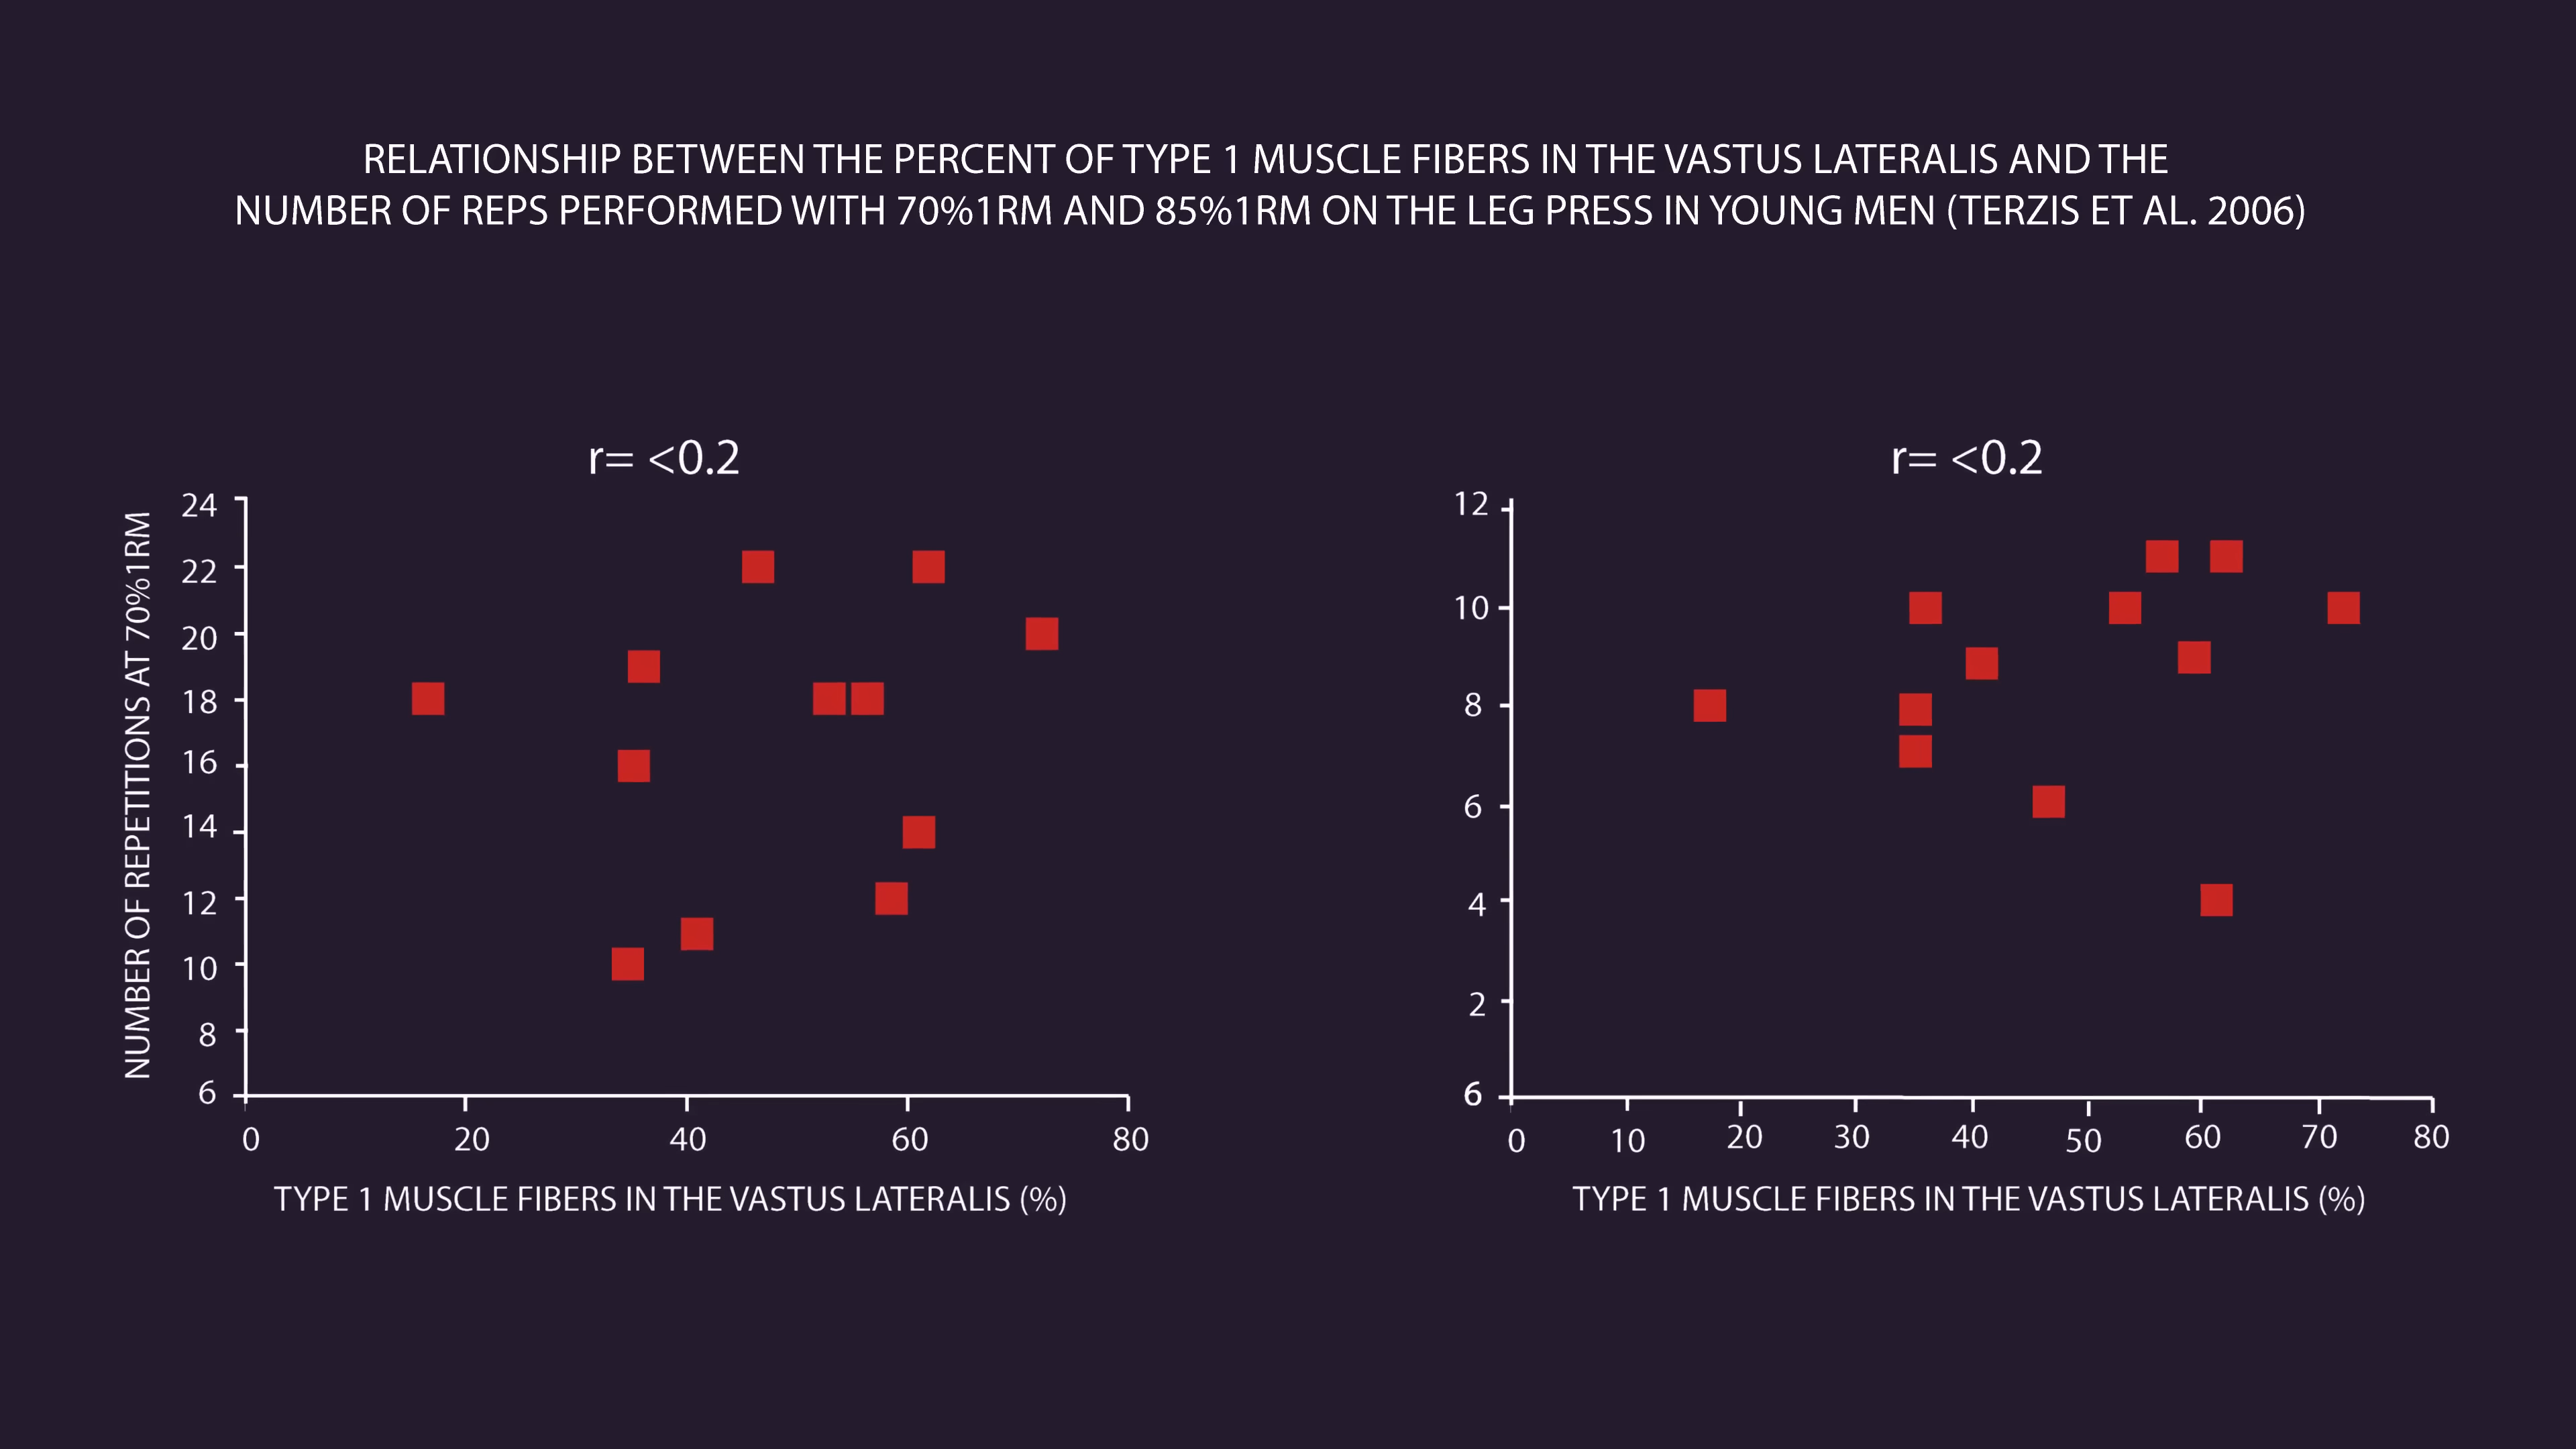 RELATIONSHIP BETWEEN THE PERCENT OF TYPE 1 MUSCLE FIBERS IN THE VASTUS LATERALIS AND THE
NUMBER OF REPS PERFORMED WITH 70%1RM AND 85%1RM ON THE LEG PRESS IN YOUNG MEN (TERZIS ET AL. 2006)
r= <0.2
NUMBER OF REPETITIONS AT 70%1RM
24
22
20
18
16
14
12
10
8
6
0 20 40 60 80
TYPE 1 MUSCLE FIBERS IN THE VASTUS LATERALIS (%)
r= <0.2
12
10
8
6
4
2
6
0 10 20 30 40 50 60 70 80
TYPE 1 MUSCLE FIBERS IN THE VASTUS LATERALIS (%)